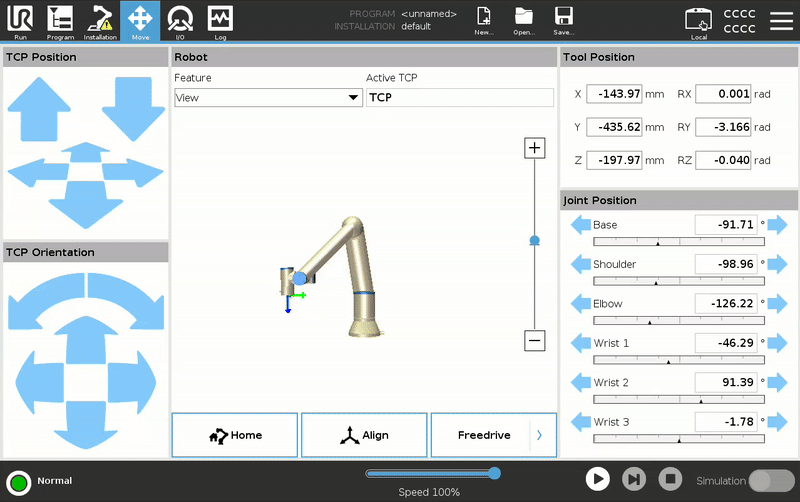 UR
Run
Program
Installation
Move
I/O
Log
PROGRAM <unnamed>
INSTALLATION default
New...
Open...
Save...
Local
CCCC
CCCC
TCP Position
Robot
Tool Position
Feature
Active TCP
View
TCP
X -143.97 mm RX 0.001 rad
Y -435.62 mm RY -3.166 rad
Z -197.97 mm RZ -0.040 rad
Joint Position
Base -91.71 °
Shoulder -98.96 °
Elbow -126.22 °
Wrist 1 -46.29 °
Wrist 2 91.39 °
Wrist 3 -1.78 °
TCP Orientation
Home
Align
Freedrive
Normal
Speed 100%
Simulation